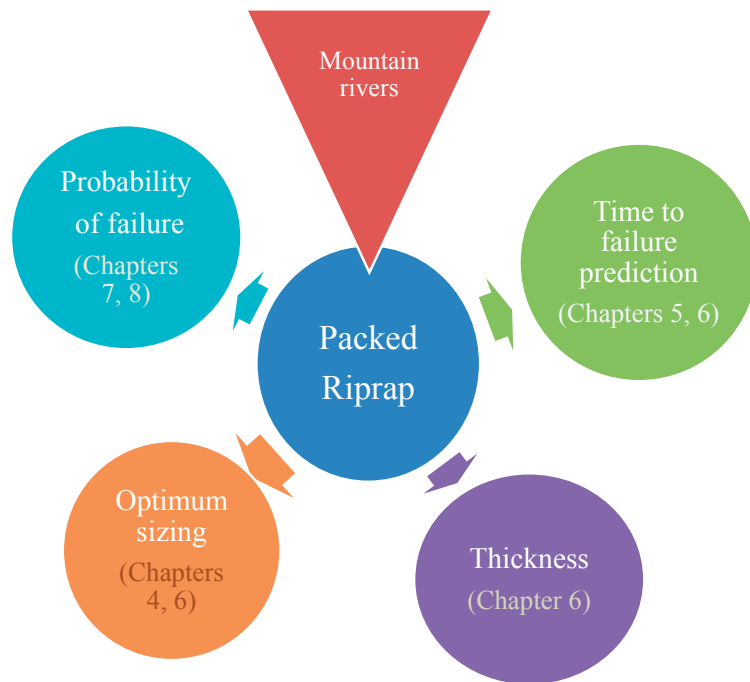 Mountain
rivers
Probability
of failure
(Chapters
7, 8)
Time to
failure
prediction
(Chapters 5, 6)
Packed
Riprap
Optimum
sizing
(Chapters
4, 6)
Thickness
(Chapter 6)